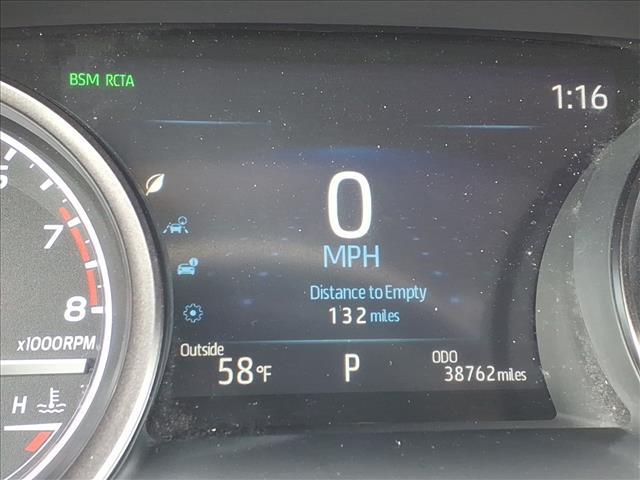 BSM RCTA
1:16
0
MPH
Distance to Empty
132 miles
7
8
x1000RPM
H
Outside
58°F
P
ODO
38762 miles